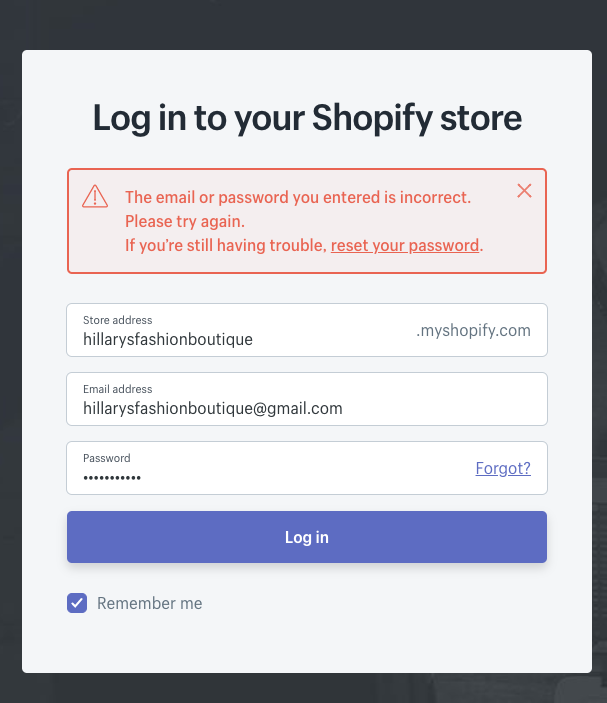 Log in to your Shopify store
The email or password you entered is incorrect.
Please try again.
If you’re still having trouble, reset your password.
Store address
hillarysfashionboutique .myshopify.com
Email address
hillarysfashionboutique@gmail.com
Password
••••••••••• Forgot?
Log in
Remember me